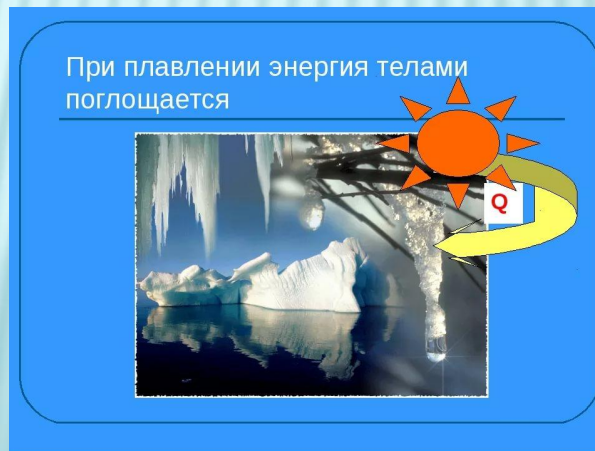 При плавлении энергия телами
поглощается
Q